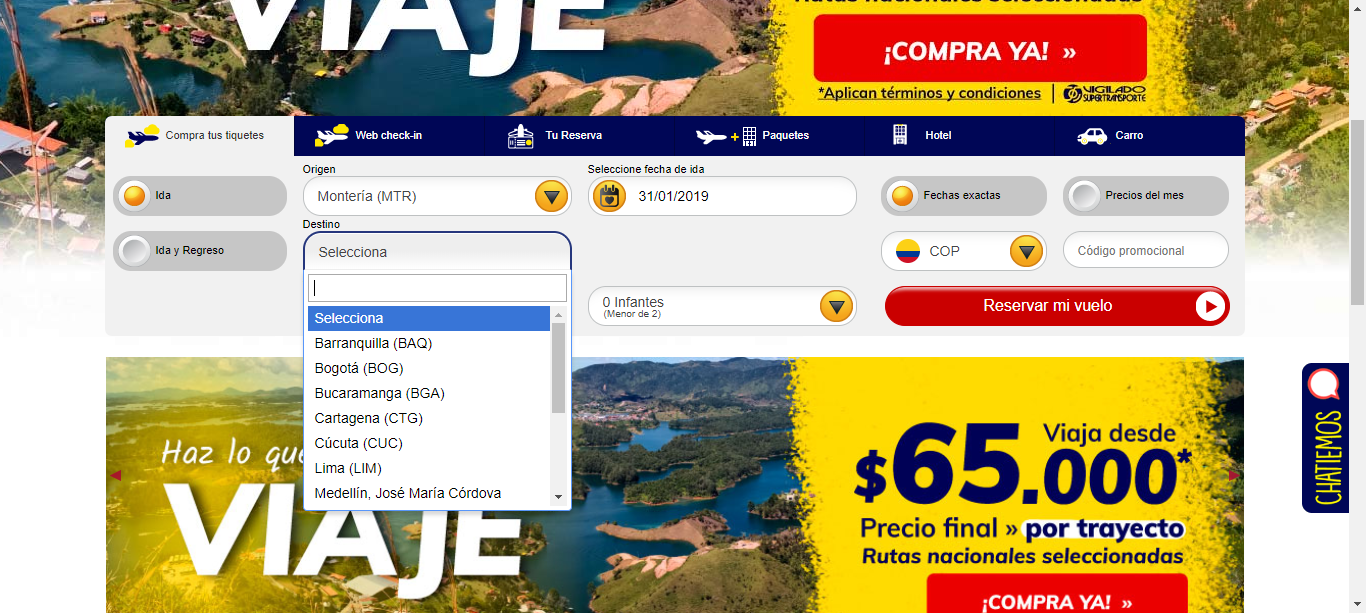 VIAJE
Rutas nacionales seleccionadas
¡COMPRA YA! »
*Aplican términos y condiciones
VIGILADO
SUPERTRANSPORTE
Compra tus tiquetes
Web check-in
Tu Reserva
Paquetes
Hotel
Carro
Ida
Ida y Regreso
Origen
Montería (MTR)
Destino
Selecciona
Selecciona
Barranquilla (BAQ)
Bogotá (BOG)
Bucaramanga (BGA)
Cartagena (CTG)
Cúcuta (CUC)
Lima (LIM)
Medellín, José María Córdova
Seleccione fecha de ida
31/01/2019
0 Infantes
(Menor de 2)
Fechas exactas
Precios del mes
COP
Código promocional
Reservar mi vuelo
CHATIEMOS
Haz lo que
VIAJE
Viaja desde
$65.000*
Precio final » por trayecto
Rutas nacionales seleccionadas
¡COMPRA YA! »